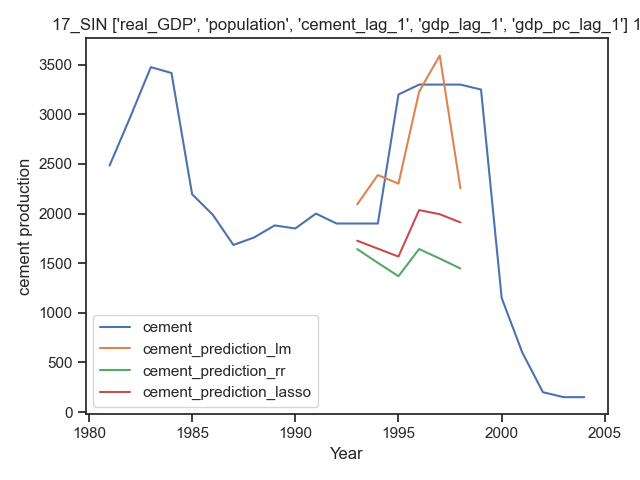 17_SIN ['real_GDP', 'population', 'cement_lag_1', 'gdp_lag_1', 'gdp_pc_lag_1'] 1
3500
3000
2500
2000
1500
1000
500
0
cement production
cement
cement_prediction_lm
cement_prediction_rr
cement_prediction_lasso
1980 1985 1990 1995 2000 2005
Year